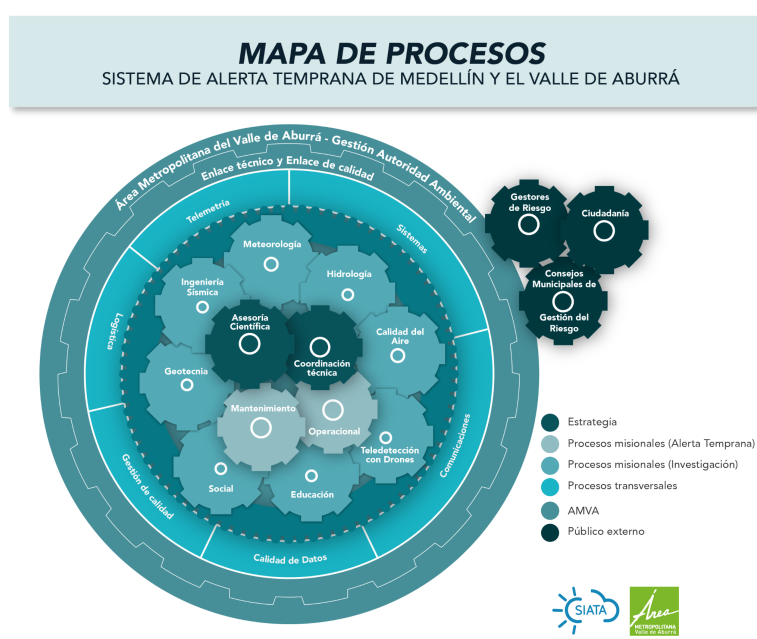 MAPA DE PROCESOS
SISTEMA DE ALERTA TEMPRANA DE MEDELLÍN Y EL VALLE DE ABURRÁ
Área Metropolitana del Valle de Aburrá - Gestión Autoridad Ambiental
Enlace técnico y Enlace de calidad
Telemetría
Sistemas
Logística
Comunicaciones
Gestión de calidad
Calidad de Datos
Meteorología
Hidrología
Ingeniería
Sísmica
Asesoría
Científica
Coordinación
técnica
Calidad del
Aire
Geotecnia
Mantenimiento
Operacional
Teledetección
con Drones
Social
Educación
Gestores
de Riesgo
Ciudadanía
Consejos
Municipales de
Gestión del
Riesgo
Estrategia
Procesos misionales (Alerta Temprana)
Procesos misionales (Investigación)
Procesos transversales
AMVA
Público externo
SIATA
Área
METROPOLITANA
Valle de Aburrá